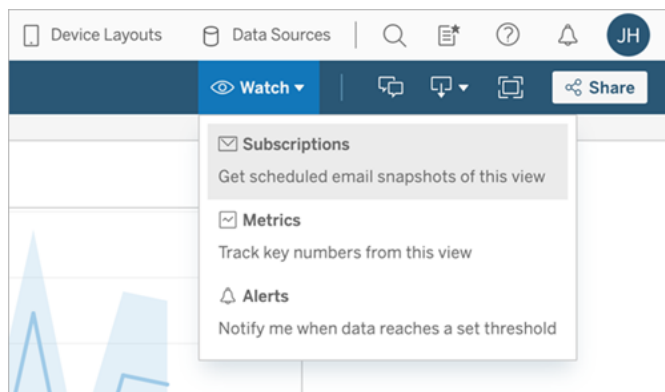 Device Layouts Data Sources JH
Watch Share
Subscriptions
Get scheduled email snapshots of this view
Metrics
Track key numbers from this view
Alerts
Notify me when data reaches a set threshold